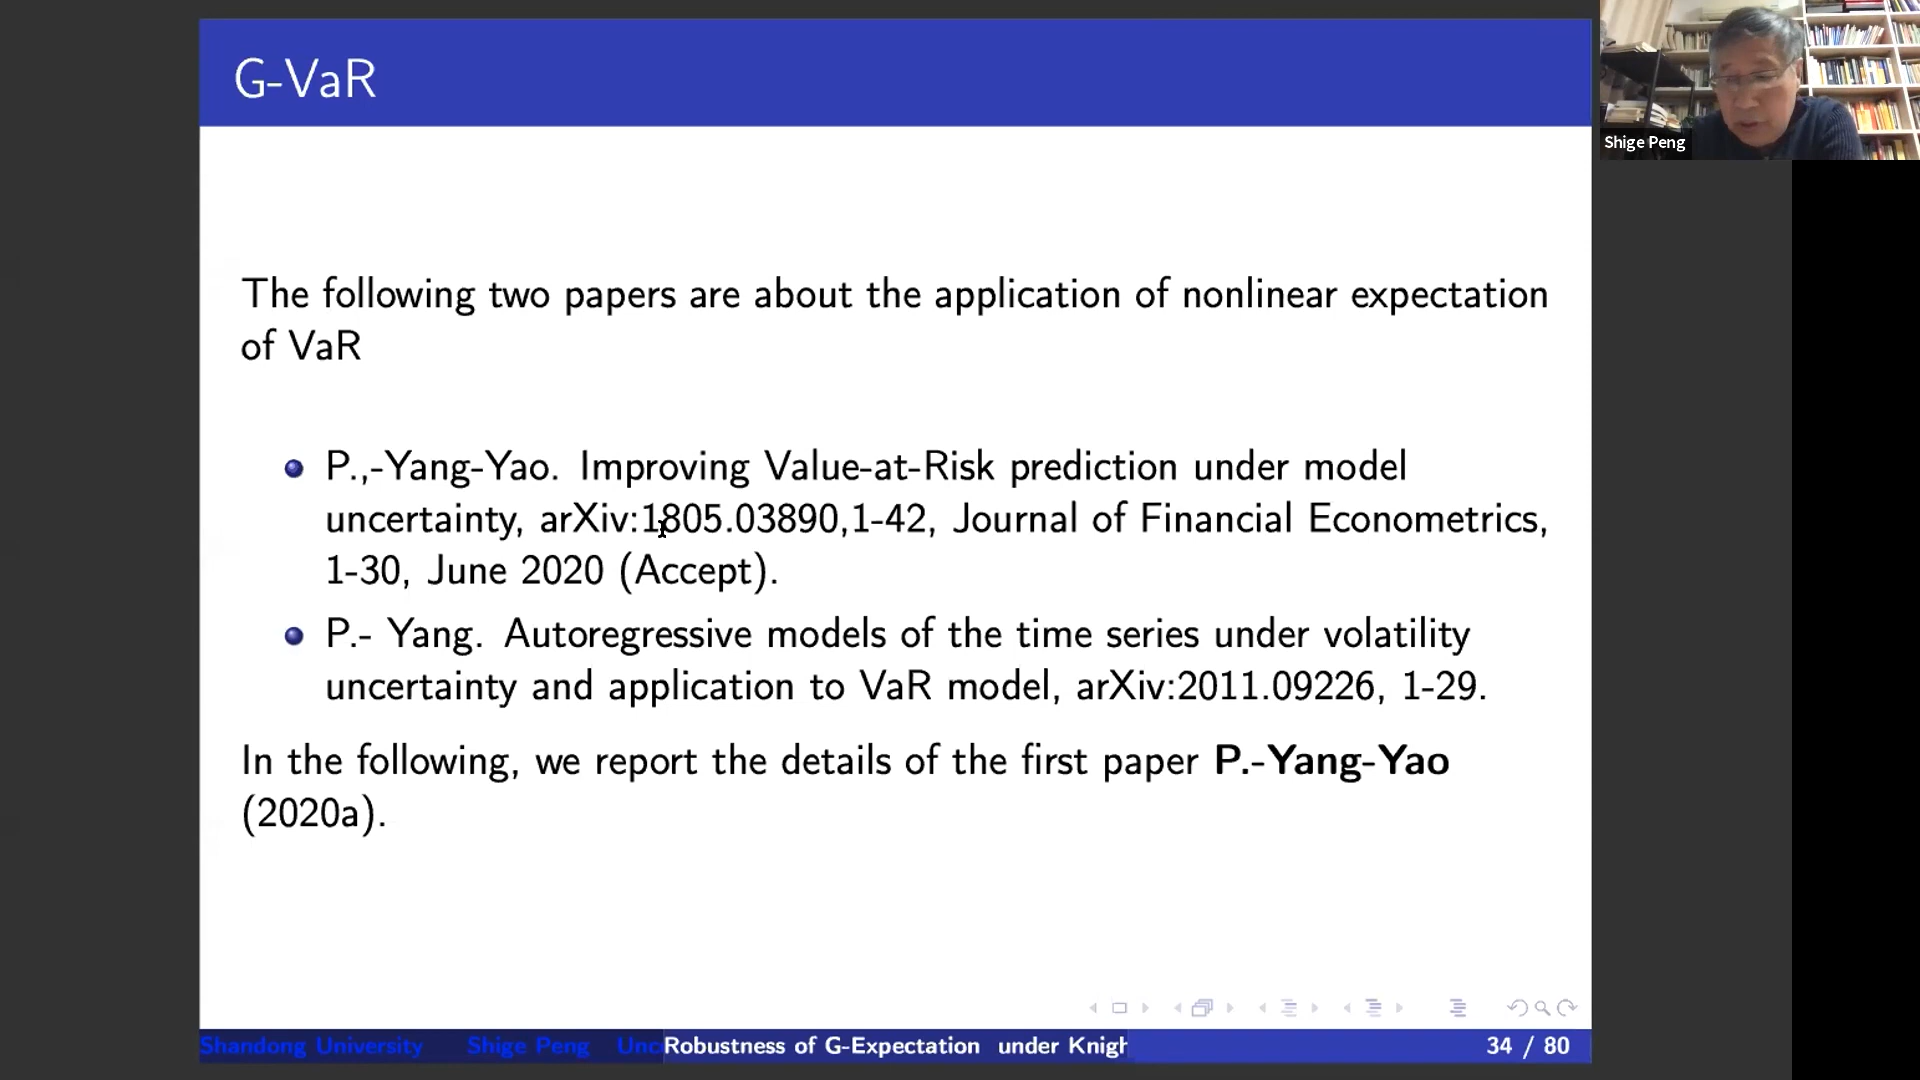 G-VaR
Shige Peng
The following two papers are about the application of nonlinear expectation
of VaR
P.,-Yang-Yao. Improving Value-at-Risk prediction under model
uncertainty, arXiv:1805.03890,1-42, Journal of Financial Econometrics,
1-30, June 2020 (Accept).
P.- Yang. Autoregressive models of the time series under volatility
uncertainty and application to VaR model, arXiv:2011.09226, 1-29.
In the following, we report the details of the first paper P.-Yang-Yao
(2020a).
Shandong University Shige Peng Unc Robustness of G-Expectation under Knigh 34 / 80